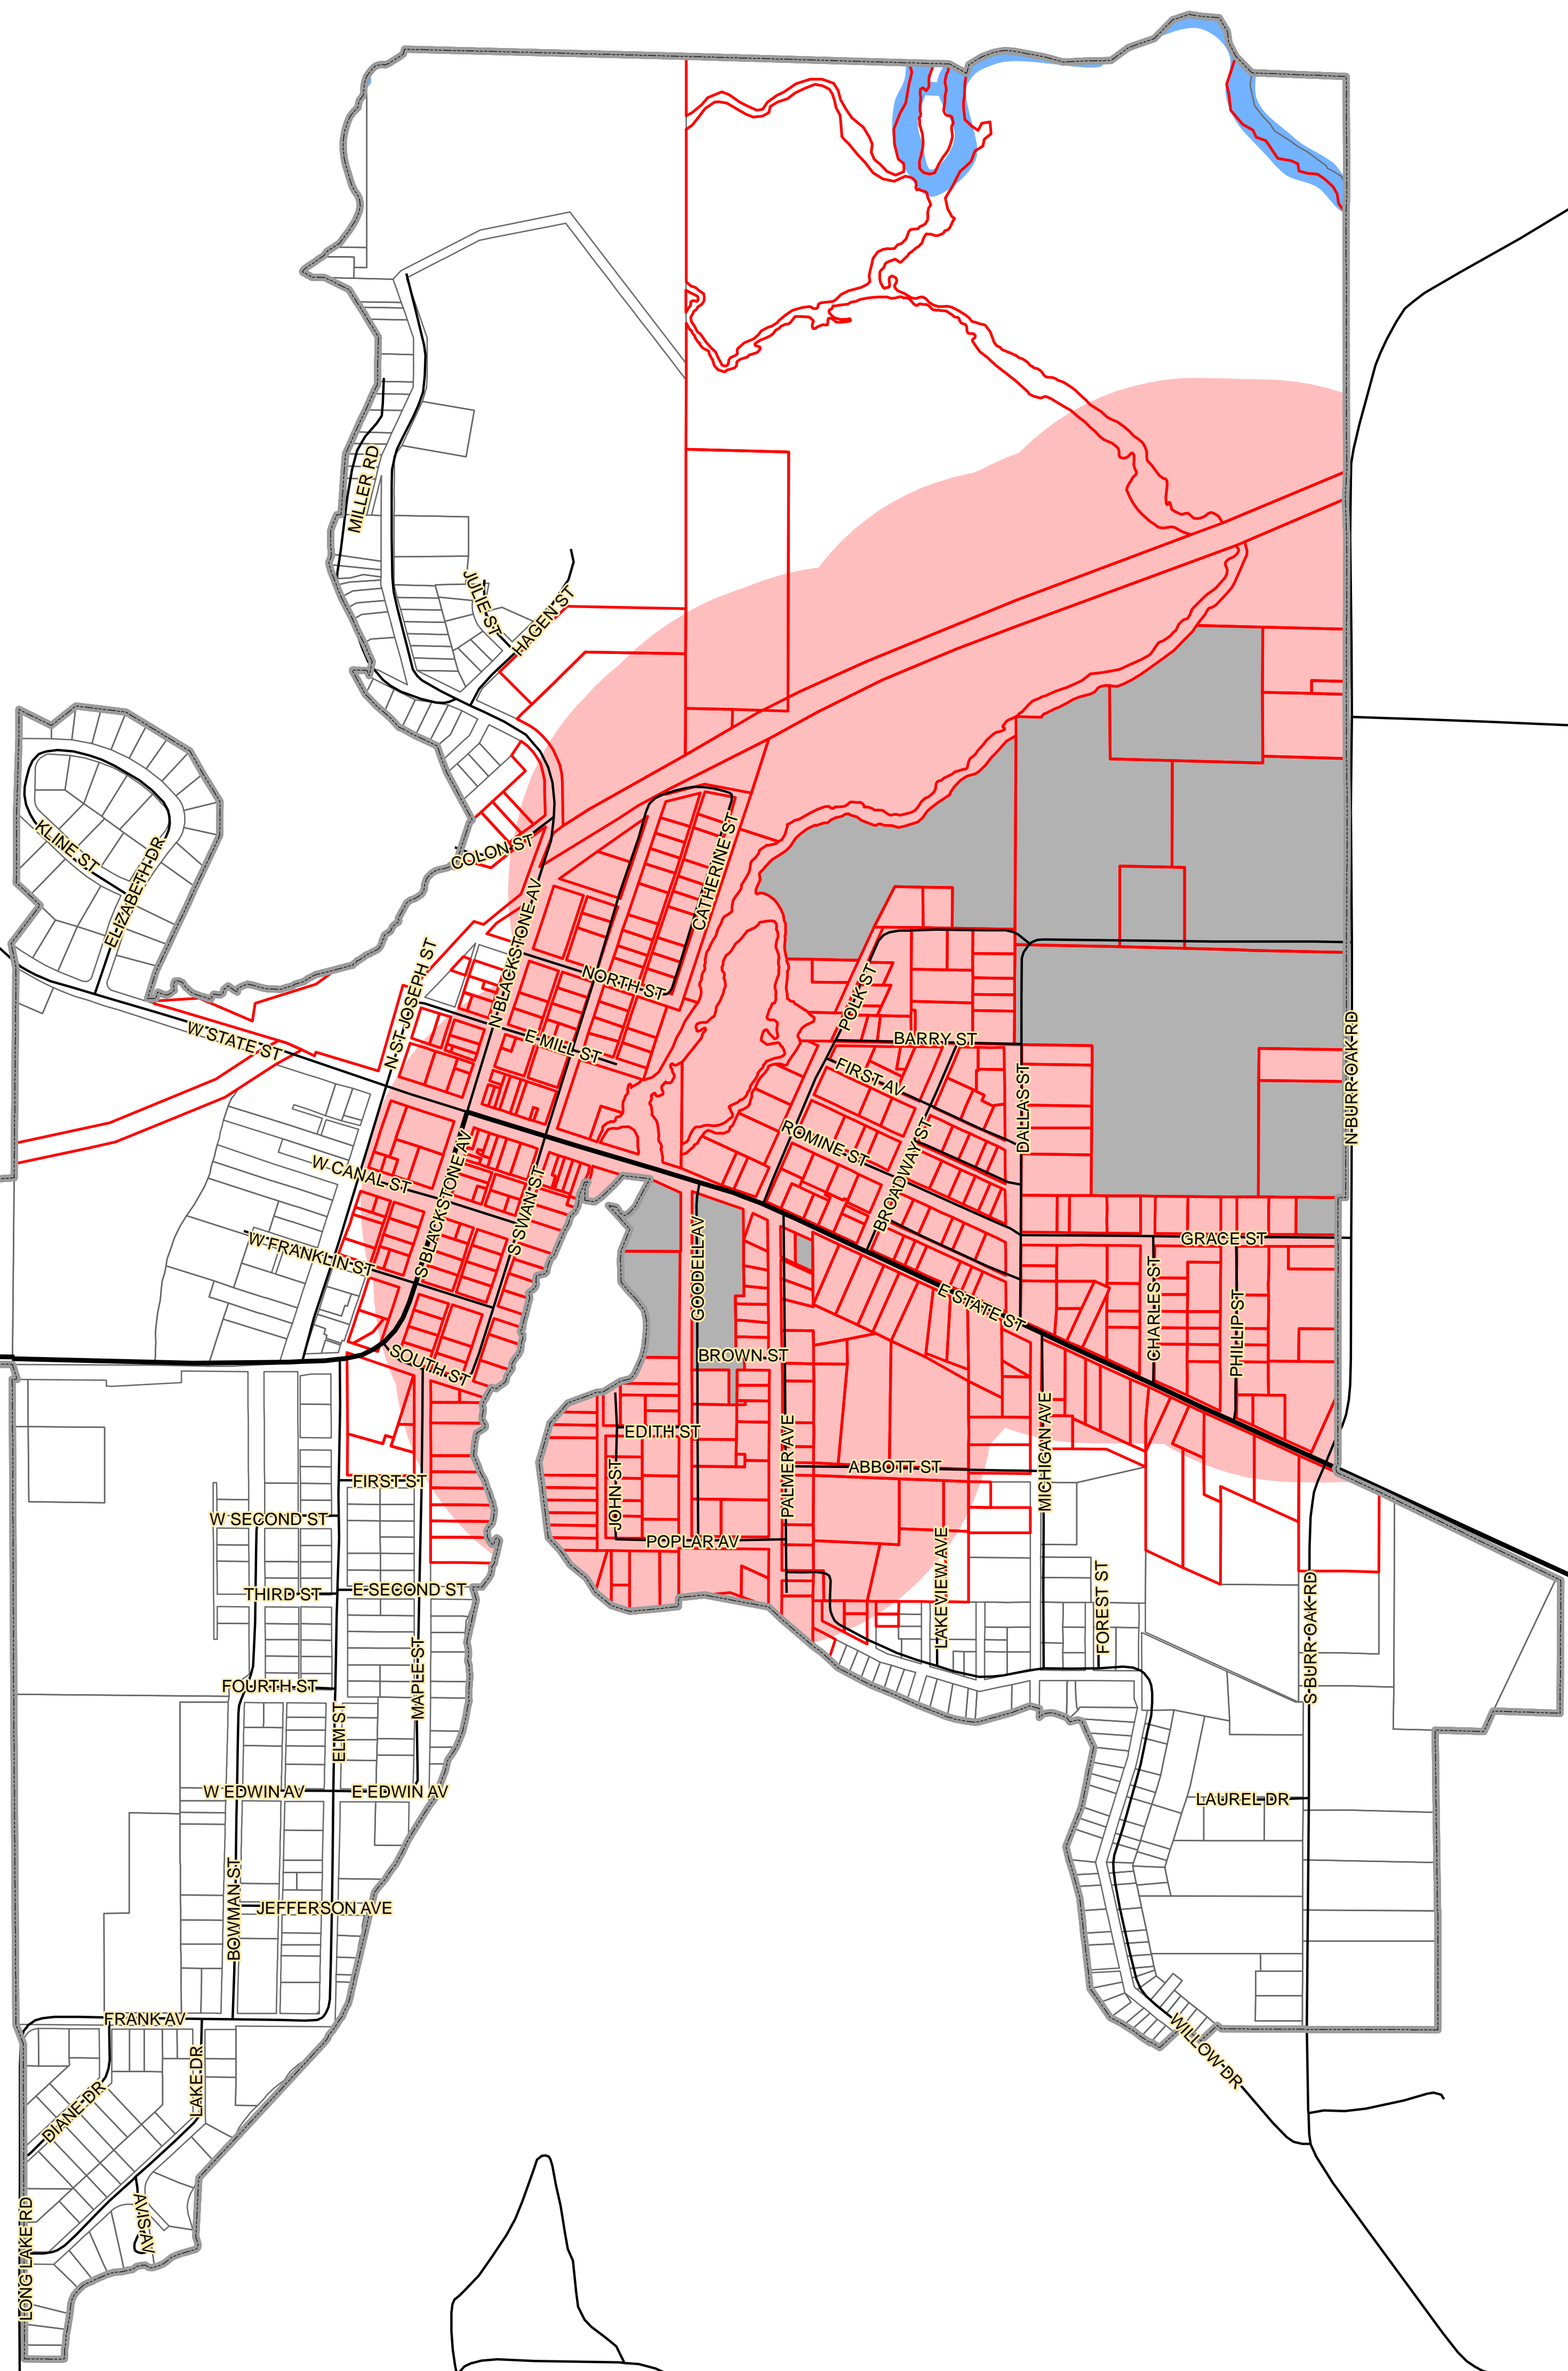 MILLER RD
JULIE ST
HAGEN ST
KLINE ST
ELIZABETH DR
COLON ST
CATHERINE ST
N BLACKSTONE AV
N ST JOSEPH ST
NORTH ST
POLK ST
W STATE ST
E MILL ST
BARRY ST
FIRST AV
N BURR OAK RD
DALLAS ST
ROMINE ST
BROADWAY ST
W CANAL ST
S BLACKSTONE AV
S SWAN ST
W FRANKLIN ST
GOODELL AV
GRACE ST
E STATE ST
CHARLES ST
PHILLIP ST
SOUTH ST
BROWN ST
EDITH ST
PALMER AVE
MICHIGAN AVE
ABBOTT ST
FIRST ST
JOHN ST
W SECOND ST
POPLAR AV
LAKEVIEW AVE
THIRD ST
E SECOND ST
FOREST ST
S BURR OAK RD
MAPLE ST
FOURTH ST
ELM ST
W EDWIN AV
E EDWIN AV
LAUREL DR
BOWMAN ST
JEFFERSON AVE
FRANK AV
LAKE DR
DIANE DR
WILLOW DR
AVIS AV
LONG LAKE RD